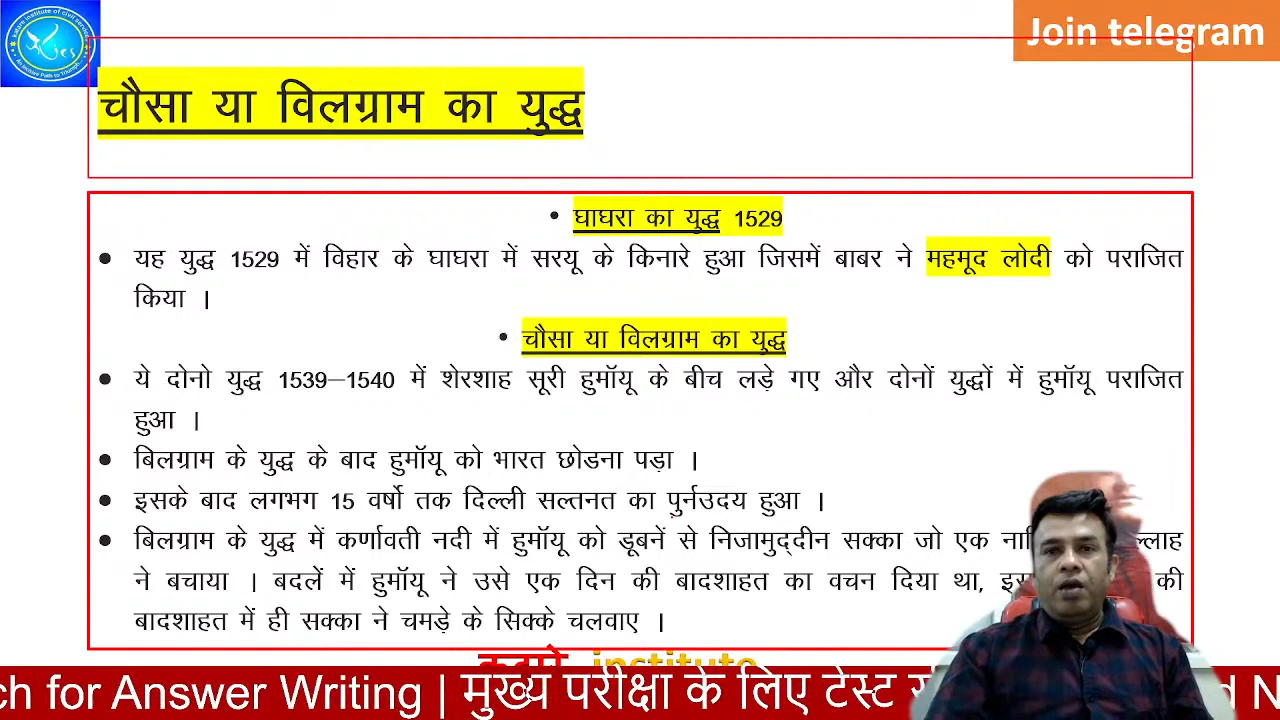 Join telegram
चौसा या विलग्राम का युद्ध
• घाघरा का युद्ध 1529
• यह युद्ध 1529 में विहार के घाघरा में सरयू के किनारे हुआ जिसमें बाबर ने महमूद लोदी को पराजित
किया ।
• चौसा या विलग्राम का युद्ध
• ये दोनो युद्ध 1539–1540 में शेरशाह सूरी हुमॉयू के बीच लड़े गए और दोनों युद्धों में हुमॉयू पराजित
हुआ ।
• बिलग्राम के युद्ध के बाद हुमॉयू को भारत छोडना पड़ा ।
• इसके बाद लगभग 15 वर्षो तक दिल्ली सल्तनत का पुर्नउदय हुआ ।
• बिलग्राम के युद्ध में कर्णावती नदी में हुमॉयू को डूबनें से निजामुद्दीन सक्का जो एक
ने बचाया । बदलें में हुमॉयू ने उसे एक दिन की बादशाहत का वचन दिया था, की
बादशाहत में ही सक्का ने चमड़े के सिक्के चलवाए ।
institute
for Answer Writing | मुख्य परीक्षा के लिए टेस्ट